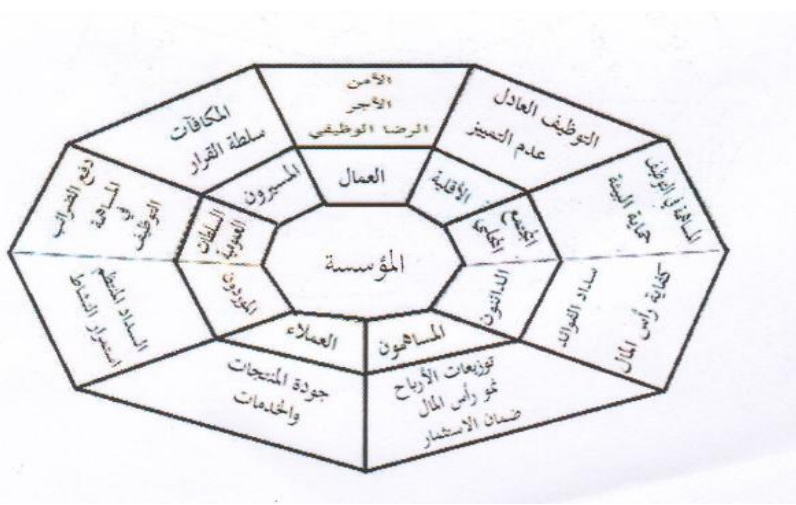 الأمن
الأجر
الرضا الوظيفي
العمال
التوظيف العادل
عدم التمييز
الأقلية
المساهمة في التوظيف
حماية البيئة
المجتمع
المحلي
كفاية رأس المال
سداد الفوائد
الدائنون
المساهمون
توزيعات الأرباح
نمو رأس المال
ضمان الاستثمار
العملاء
جودة المنتجات
والخدمات
الموردون
السداد المنتظم
استمرار النشاط
السلطات
العمومية
دفع الضرائب
المساهمة
في
التوظيف
المسيرون
المكافآت
سلطة القرار
المؤسسة